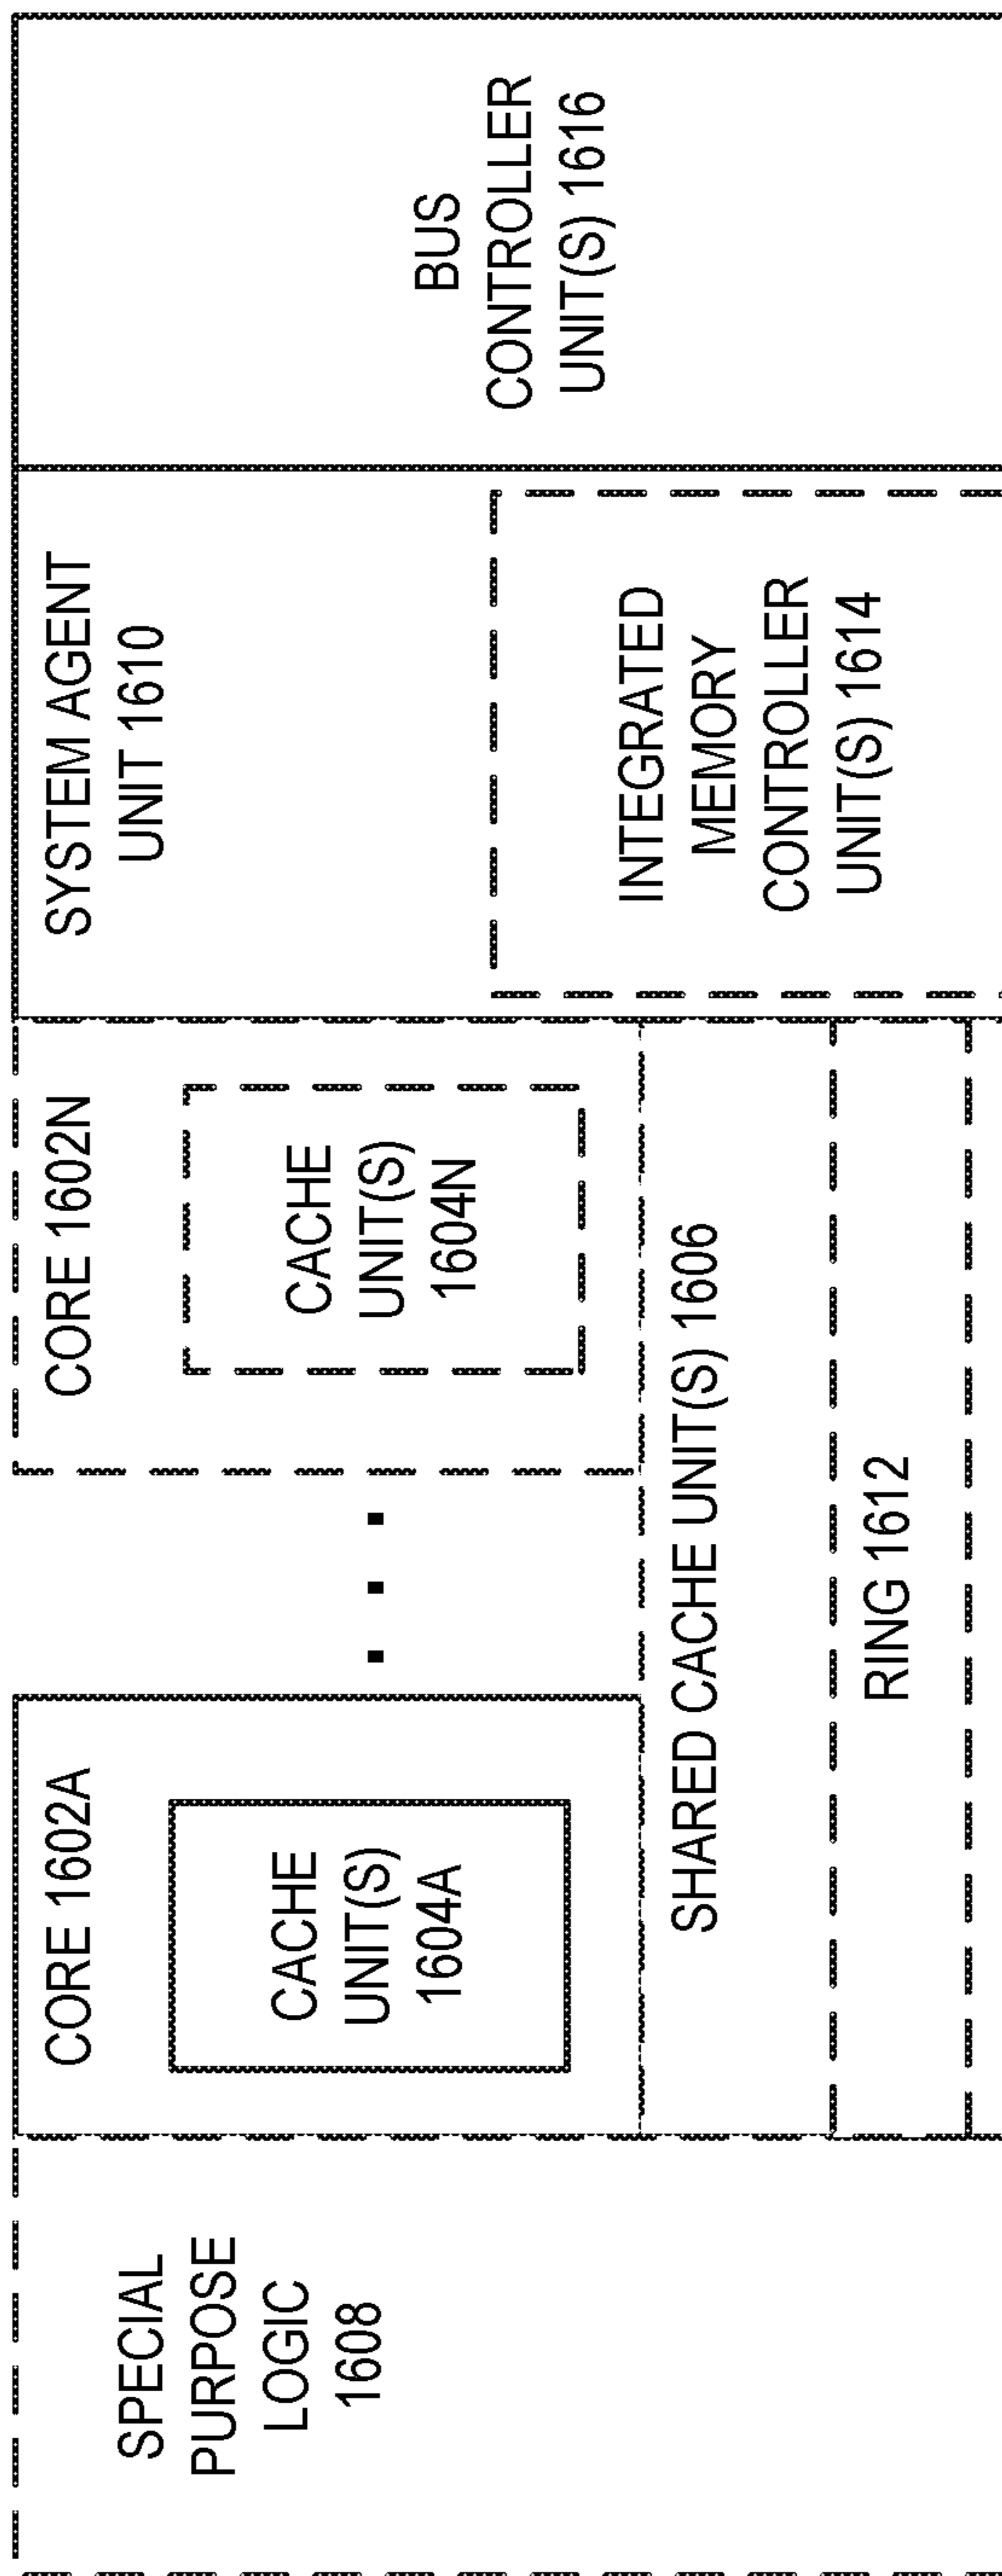 SPECIAL
PURPOSE
LOGIC
1608
CORE 1602A
CACHE
UNIT(S)
1604A
CORE 1602N
CACHE
UNIT(S)
1604N
SHARED CACHE UNIT(S) 1606
RING 1612
SYSTEM AGENT
UNIT 1610
INTEGRATED
MEMORY
CONTROLLER
UNIT(S) 1614
BUS
CONTROLLER
UNIT(S) 1616